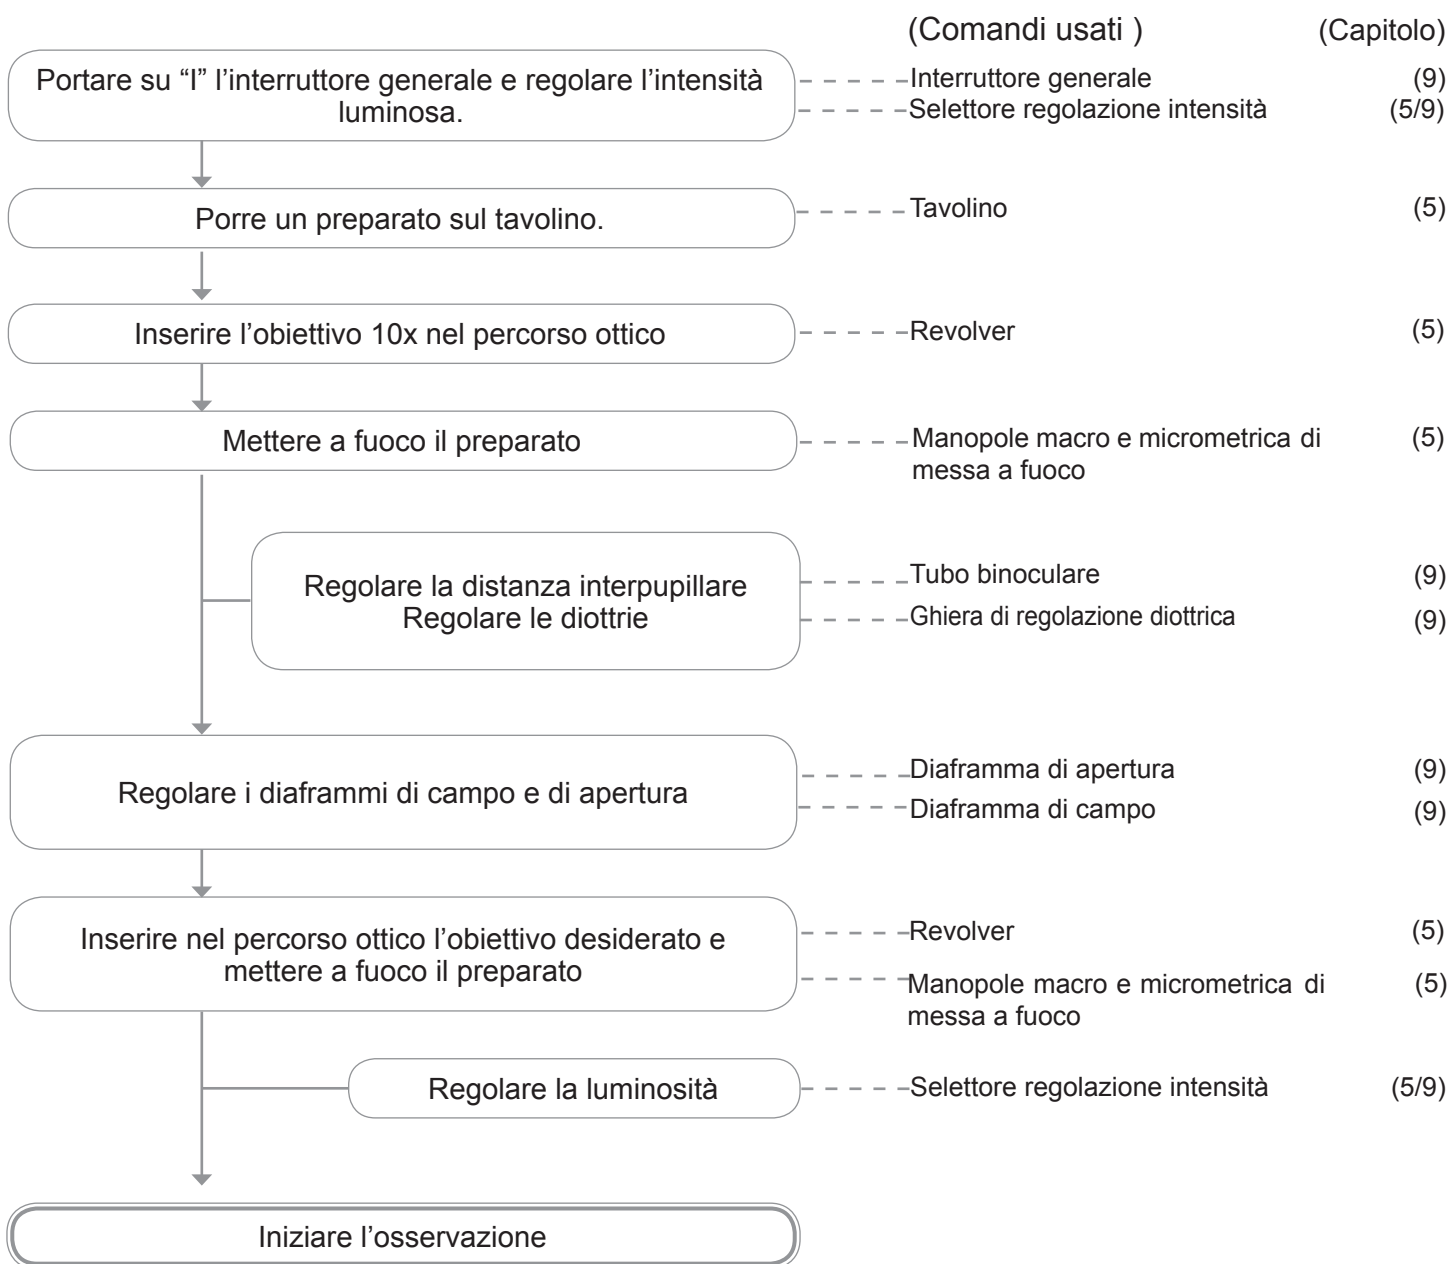 (Comandi usati ) (Capitolo)
Portare su “I” l’interruttore generale e regolare l’intensità
luminosa.
Interruttore generale (9)
Selettore regolazione intensità (5/9)
Porre un preparato sul tavolino.
Tavolino (5)
Inserire l’obiettivo 10x nel percorso ottico
Revolver (5)
Mettere a fuoco il preparato
Manopole macro e micrometrica di (5)
messa a fuoco
Regolare la distanza interpupillare
Regolare le diottrie
Tubo binoculare (9)
Ghiera di regolazione diottrica (9)
Regolare i diaframmi di campo e di apertura
Diaframma di apertura (9)
Diaframma di campo (9)
Inserire nel percorso ottico l’obiettivo desiderato e
mettere a fuoco il preparato
Revolver (5)
Manopole macro e micrometrica di (5)
messa a fuoco
Regolare la luminosità
Selettore regolazione intensità (5/9)
Iniziare l’osservazione